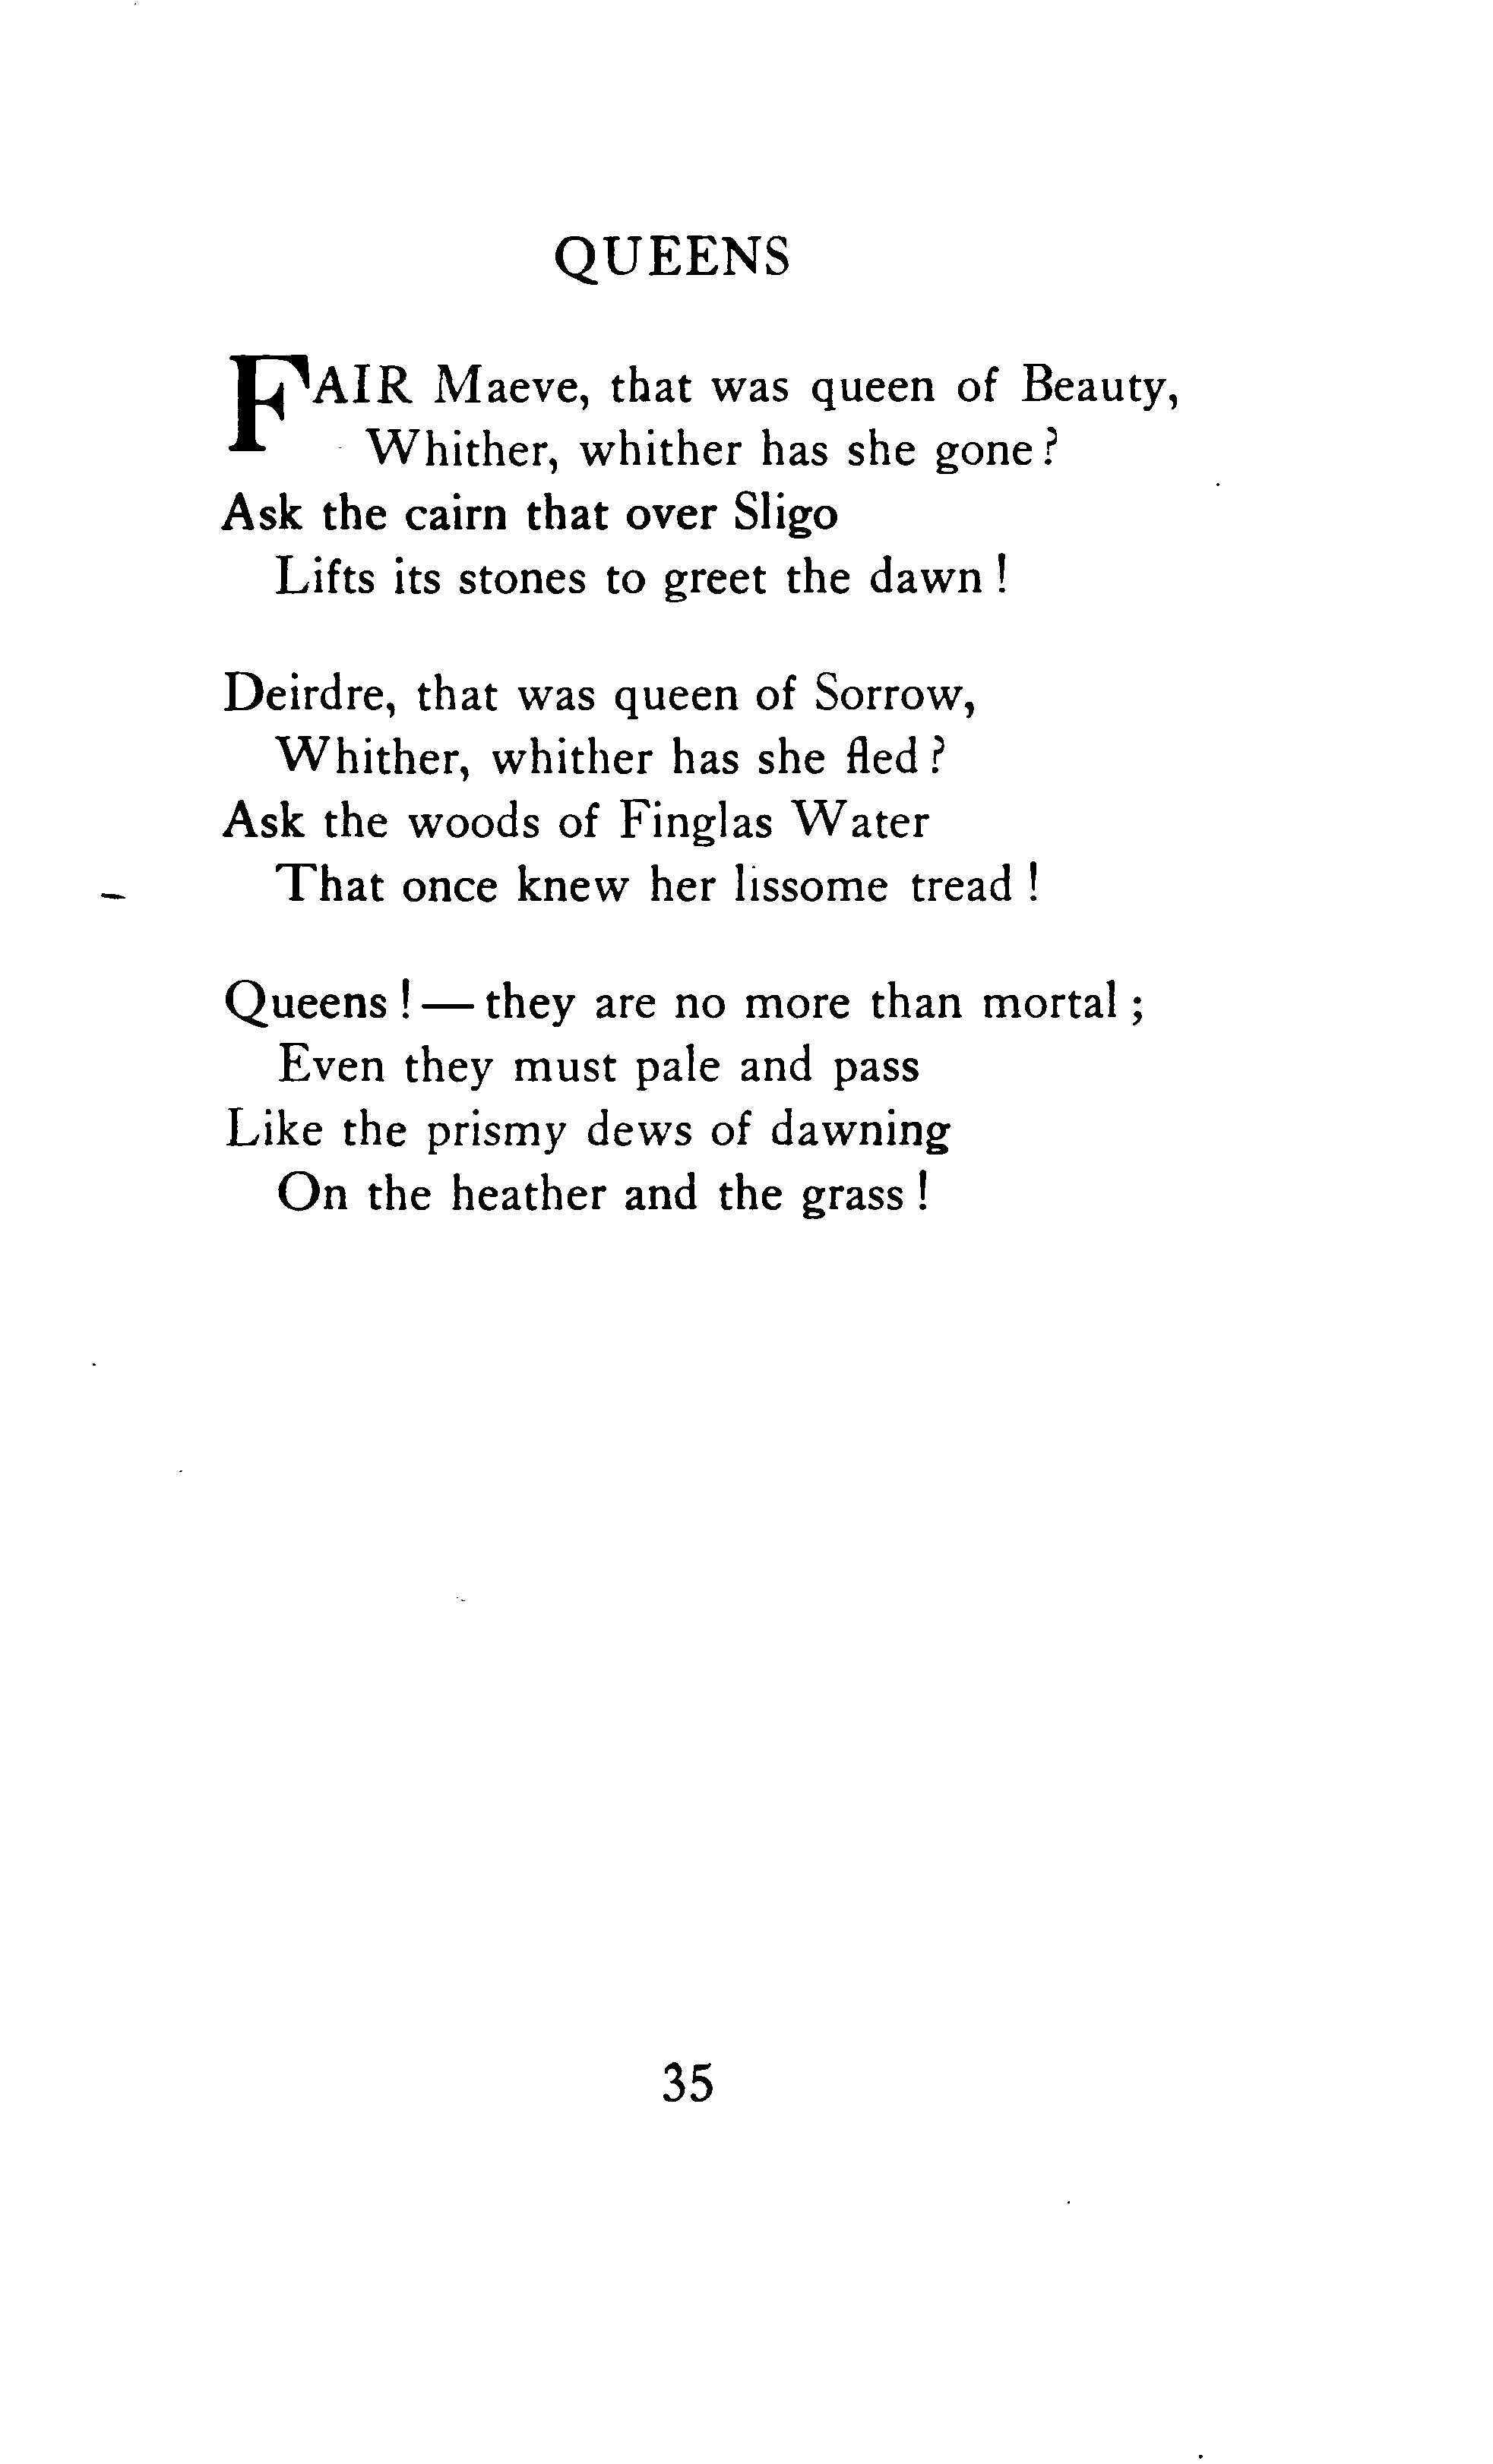 QUEENS
FAIR Maeve, that was queen of Beauty,
Whither, whither has she gone?
Ask the cairn that over Sligo
Lifts its stones to greet the dawn!
Deirdre, that was queen of Sorrow,
Whither, whither has she fled?
Ask the woods of Finglas Water
That once knew her lissome tread!
Queens!—they are no more than mortal;
Even they must pale and pass
Like the prismy dews of dawning
On the heather and the grass!
35